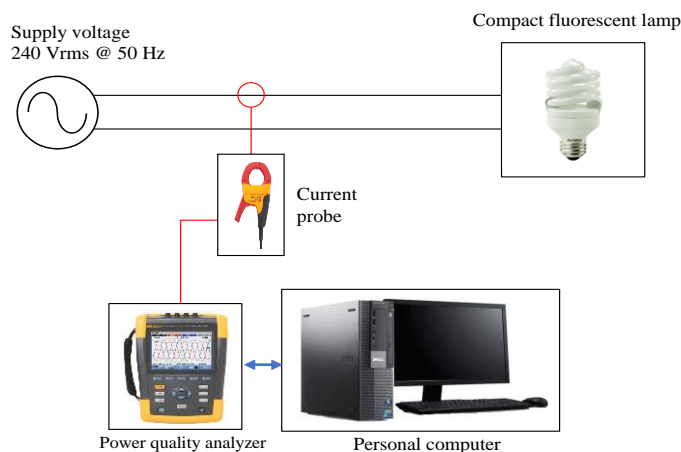 Supply voltage
240 Vrms @ 50 Hz
Compact fluorescent lamp
Current
probe
Power quality analyzer
Personal computer